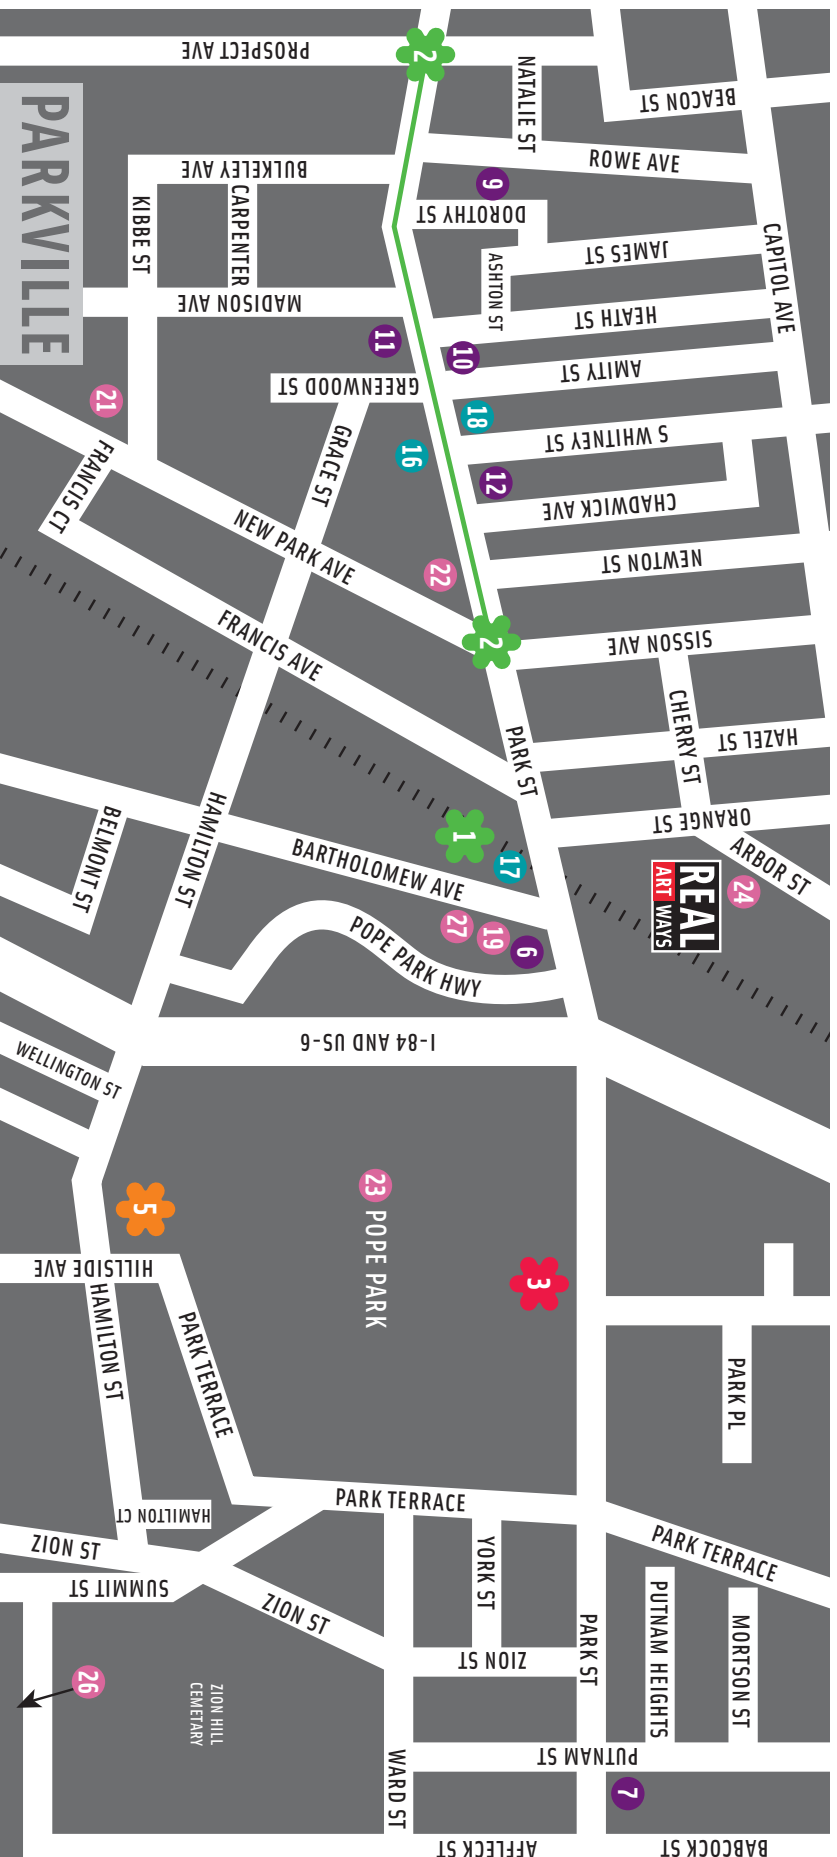 PROSPECT AVE
2
NATALIE ST
BEACON ST
PARKVILLE
BULKELEY AVE
ROWE AVE
KIBBE ST
CARPENTER
9
DOROTHY ST
JAMES ST
CAPITOL AVE
ASHTON ST
MADISON AVE
HEATH ST
11
10
AMITY ST
21
GREENWOOD ST
18
S WHITNEY ST
GRACE ST
16
12
CHADWICK AVE
FRANCIS CT
NEW PARK AVE
22
NEWTON ST
2
SISSON AVE
FRANCIS AVE
CHERRY ST
HAZEL ST
PARK ST
ORANGE ST
1
HAMILTON ST
BELMONT ST
BARTHOLOMEW AVE
17
ARBOR ST
24
REAL
ART WAYS
27
19
6
POPE PARK HWY
I-84 AND US-6
WELLINGTON ST
23
POPE PARK
5
3
HILLSIDE AVE
HAMILTON ST
PARK TERRACE
PARK PL
PARK TERRACE
HAMILTON CT
PARK TERRACE
ZION ST
SUMMIT ST
ZION ST
YORK ST
ZION ST
PARK ST
PUTNAM HEIGHTS
MORTSON ST
26
ZION HILL
CEMETARY
WARD ST
PUTNAM ST
7
AFFLECK ST
BABCOCK ST